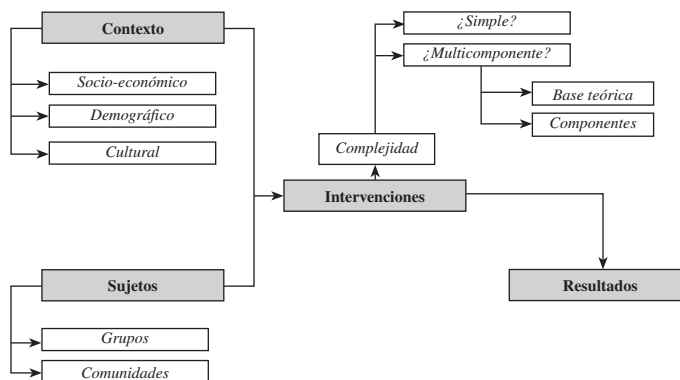 Contexto
Socio-económico
Demográfico
Cultural
¿Simple?
¿Multicomponente?
Base teórica
Componentes
Complejidad
Intervenciones
Sujetos
Grupos
Comunidades
Resultados